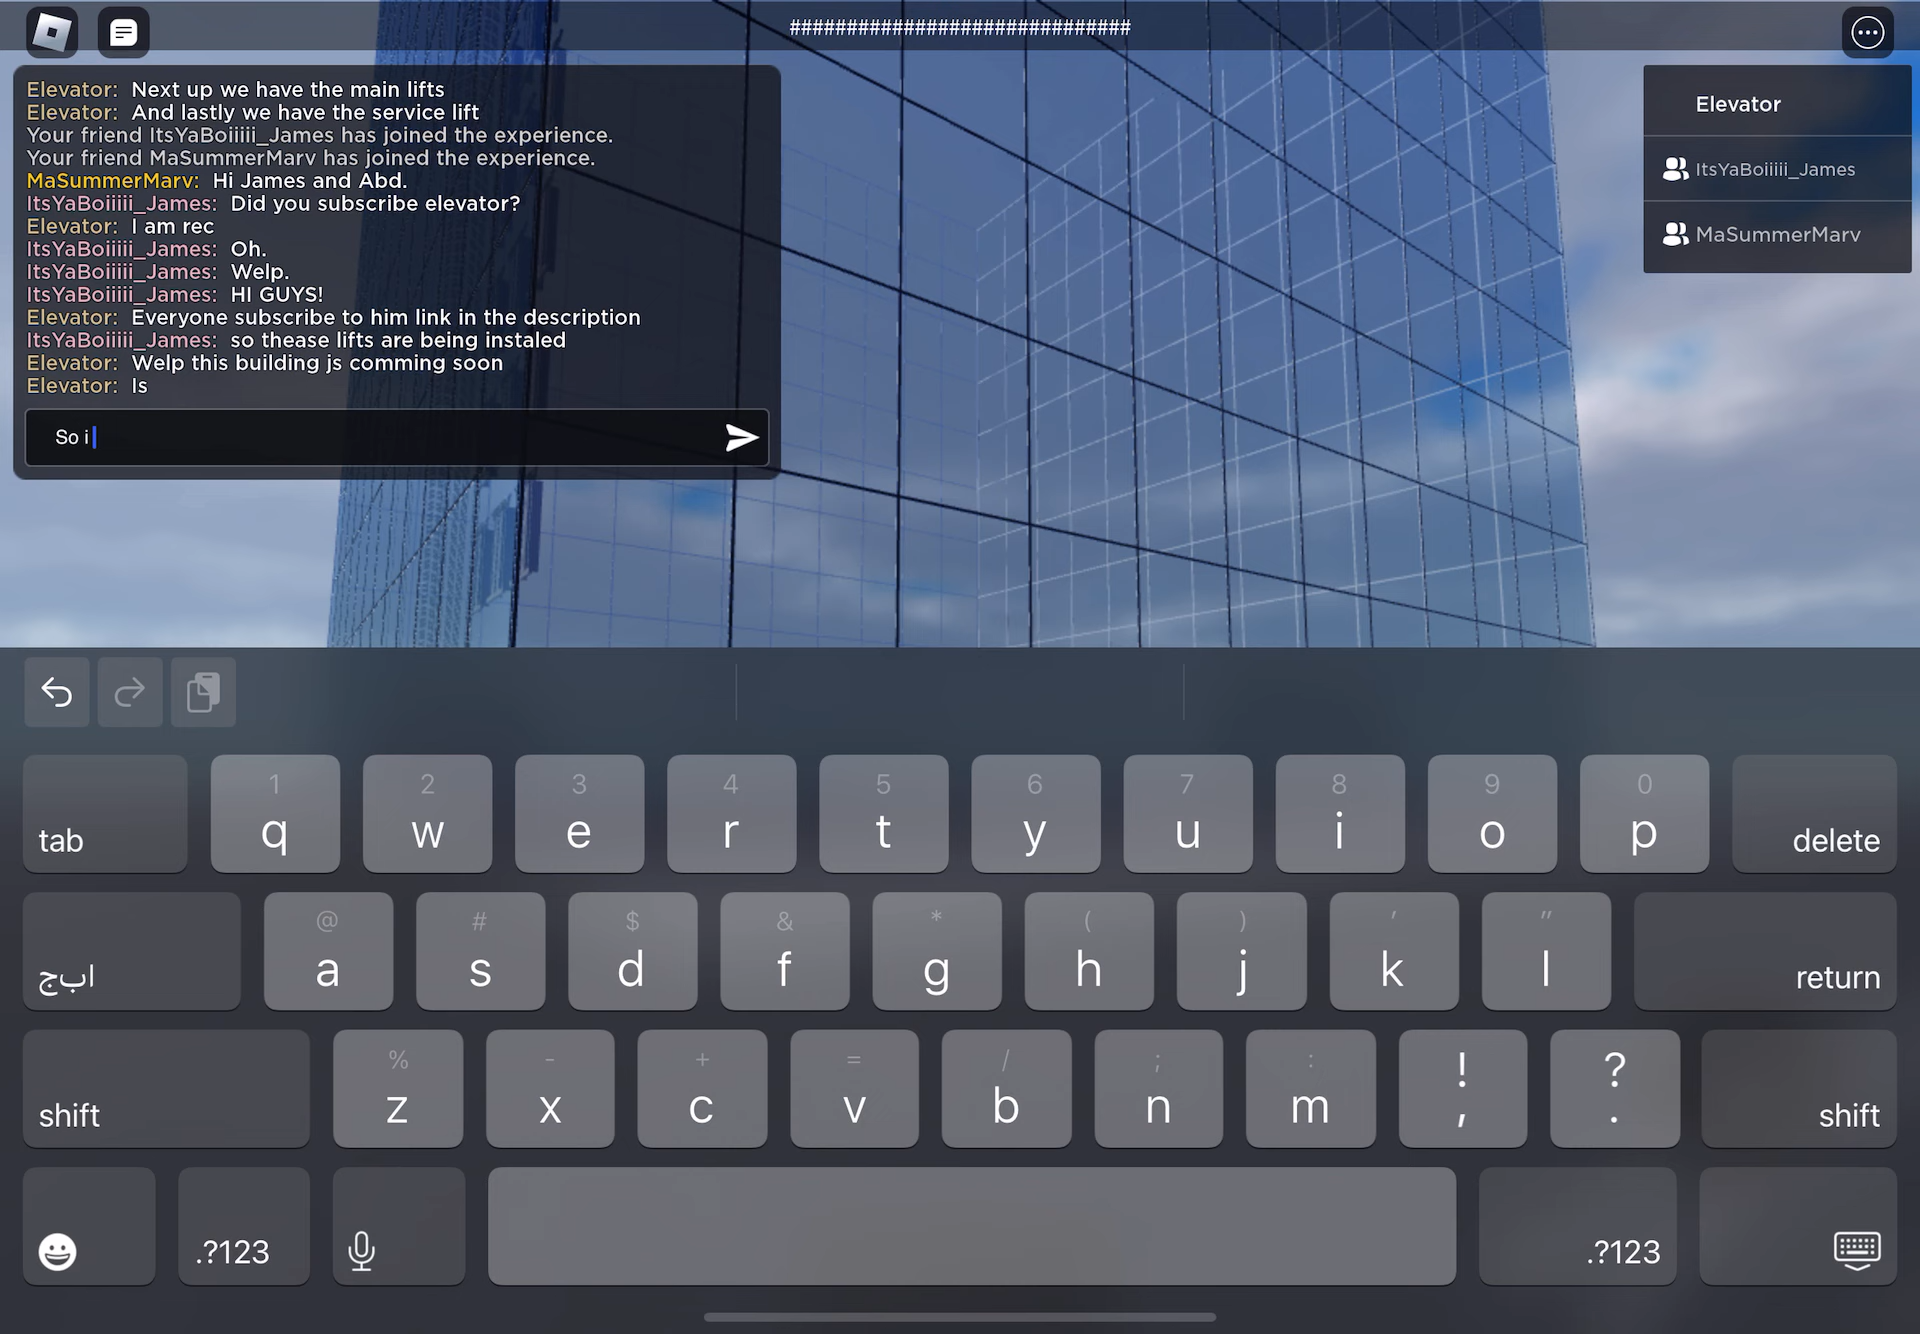 ##############################
Elevator: Next up we have the main lifts
Elevator: And lastly we have the service lift
Your friend ItsYaBoiiiii_James has joined the experience.
Your friend MaSummerMarv has joined the experience.
MaSummerMarv: Hi James and Abd.
ItsYaBoiiiii_James: Did you subscribe elevator?
Elevator: I am rec
ItsYaBoiiiii_James: Oh.
ItsYaBoiiiii_James: Welp.
ItsYaBoiiiii_James: HI GUYS!
Elevator: Everyone subscribe to him link in the description
ItsYaBoiiiii_James: so thease lifts are being instaled
Elevator: Welp this building js comming soon
Elevator: Is
So i
Elevator
ItsYaBoiiiii_James
MaSummerMarv
1 2 3 4 5 6 7 8 9 0
tab q w e r t y u i o p delete
@ # $ & * ( ) ' "
ابج a s d f g h j k l return
% - + = / ; : ! ?
shift z x c v b n m , . shift
.?123 .?123